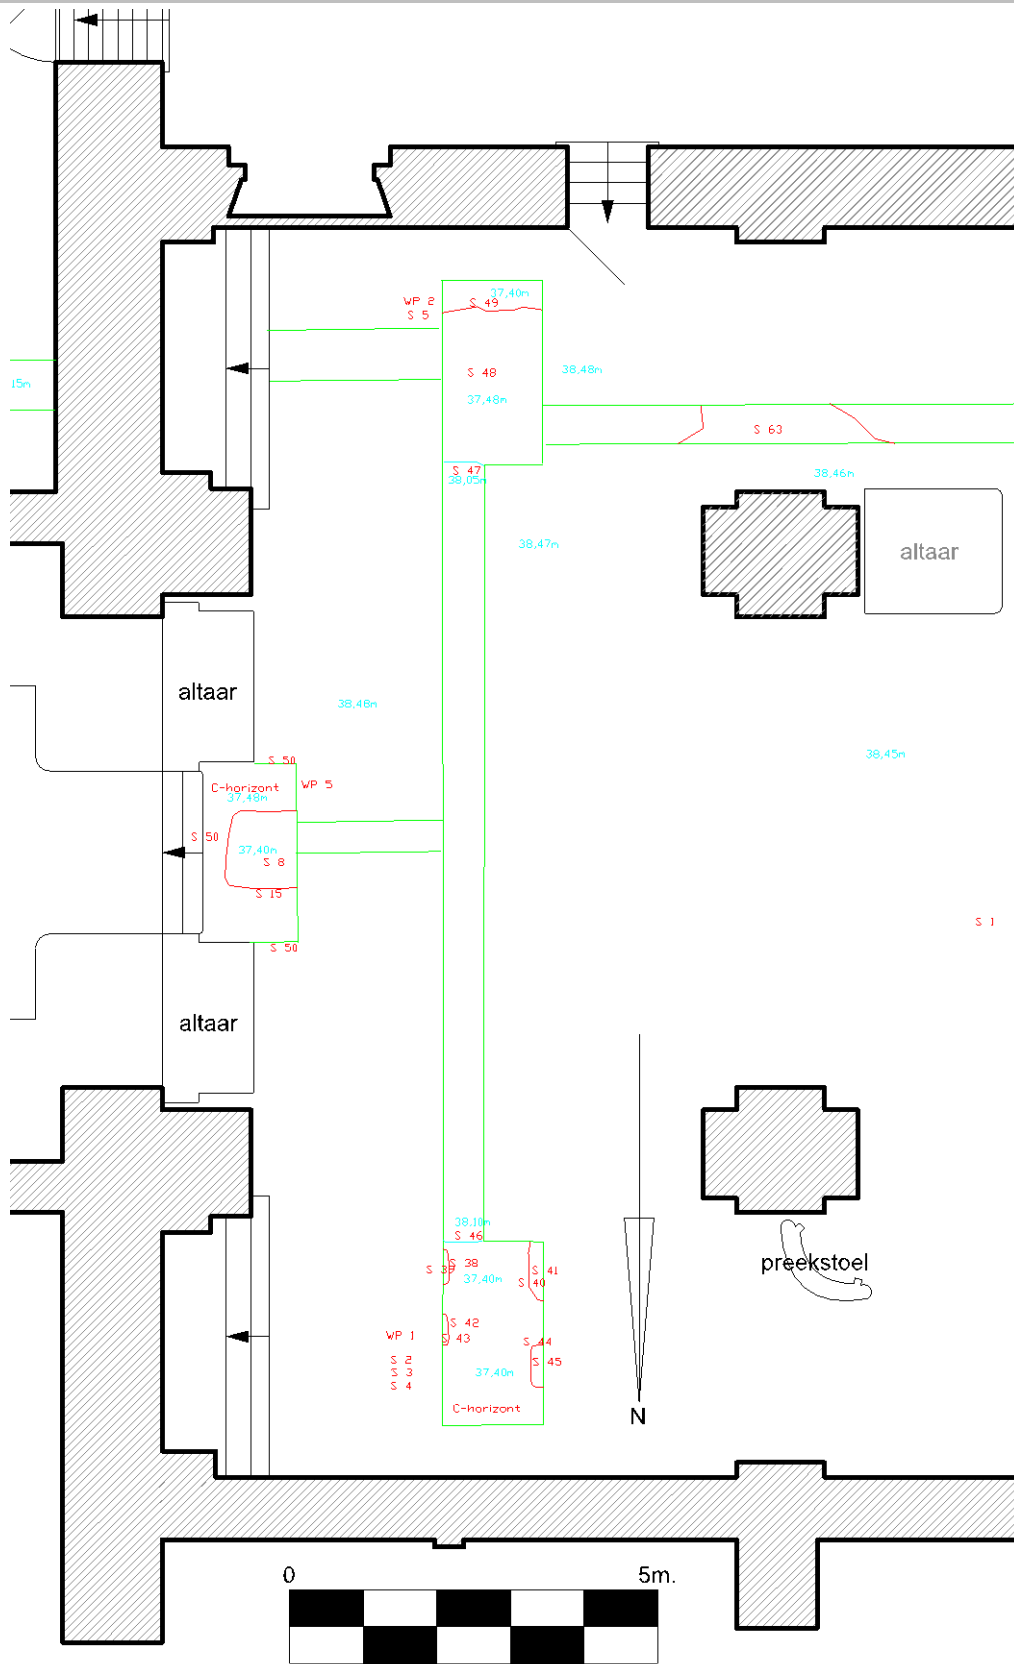 37,40m
WP 2
S 49
S 5
38.48m
S 48
15m
37,48m
S 63
S 47
38.46m
38,05m
38,47m
altaar
altaar
38,46m
38,45m
S 50
C-horizont
WP 5
37,48m
S 50
37,40m
S 8
S 15
S 1
S 50
altaar
38.10m
S 46
S 38
S 41
37,40m
S 40
preekstoel
S 42
WP 1
S 43
S 44
S 2
S 45
S 3
37,40m
S 4
C-horizont
N
0
5m.